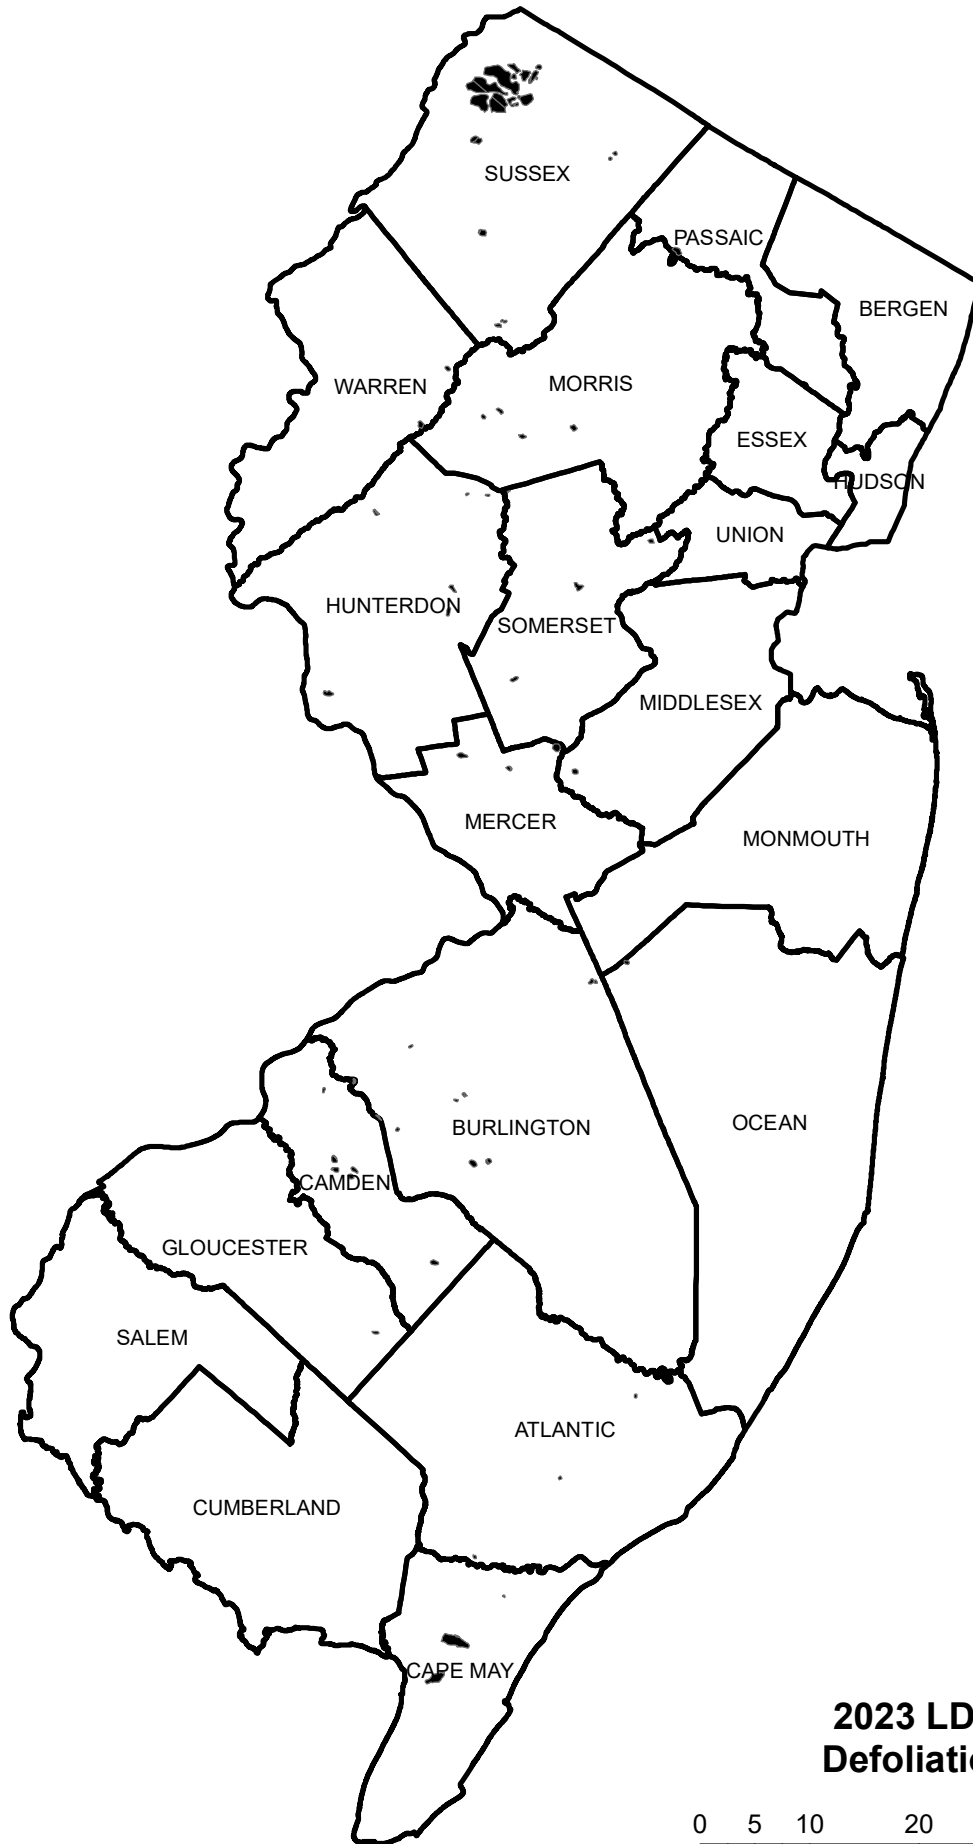 SUSSEX
PASSAIC
BERGEN
WARREN
MORRIS
ESSEX
HUDSON
UNION
HUNTERDON
SOMERSET
MIDDLESEX
MERCER
MONMOUTH
BURLINGTON
OCEAN
CAMDEN
GLOUCESTER
SALEM
ATLANTIC
CUMBERLAND
CAPE MAY
2023 LD
Defoliatio
0 5 10 20